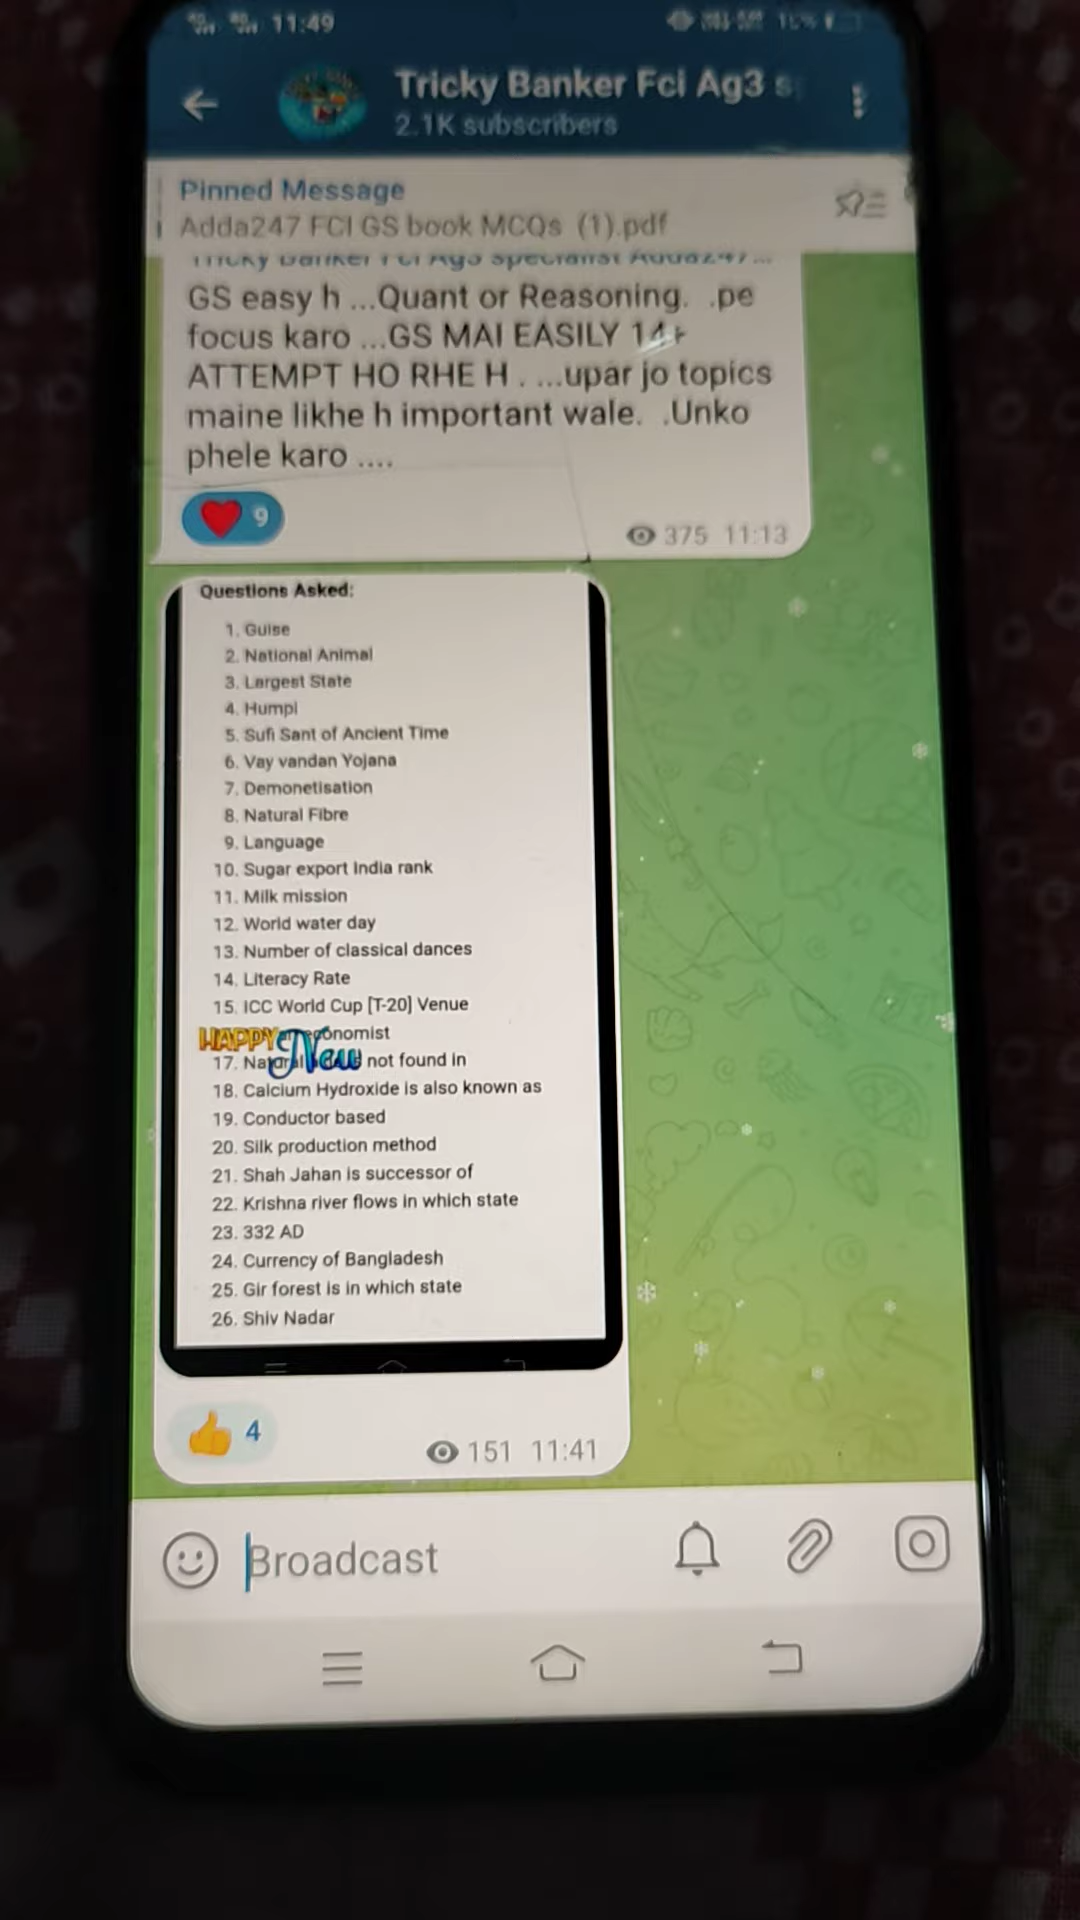 11:49
Tricky Banker Fci Ag3 s
2.1K subscribers
Pinned Message
Adda247 FCI GS book MCQs (1).pdf
Tricky Banker Fci Ag3 specialist Adda247...
GS easy h ...Quant or Reasoning. .pe
focus karo ...GS MAI EASILY 14+
ATTEMPT HO RHE H . ....upar jo topics
maine likhe h important wale. .Unko
phele karo ....
9
375 11:13
Questions Asked:
1. Guise
2. National Animal
3. Largest State
4. Humpi
5. Sufi Sant of Ancient Time
6. Vay vandan Yojana
7. Demonetisation
8. Natural Fibre
9. Language
10. Sugar export India rank
11. Milk mission
12. World water day
13. Number of classical dances
14. Literacy Rate
15. ICC World Cup [T-20] Venue
economist
HAPPY New
17. Natural not found in
18. Calcium Hydroxide is also known as
19. Conductor based
20. Silk production method
21. Shah Jahan is successor of
22. Krishna river flows in which state
23. 332 AD
24. Currency of Bangladesh
25. Gir forest is in which state
26. Shiv Nadar
4
151 11:41
Broadcast